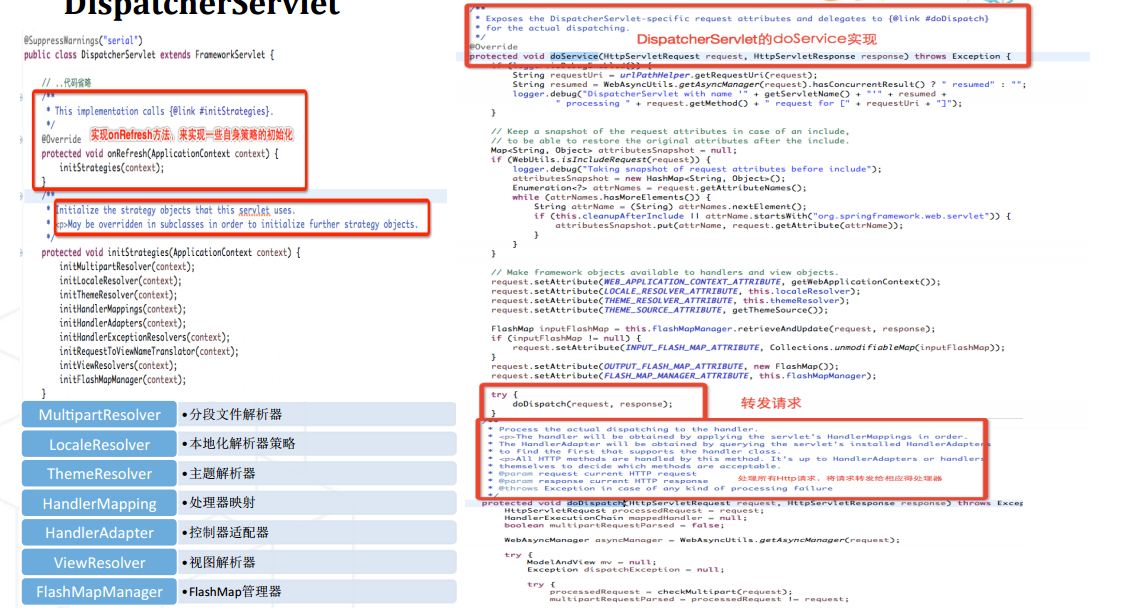 DispatcherServlet
@SuppressWarnings("serial")
public class DispatcherServlet extends FrameworkServlet {
// ..代码省略
/**
* This implementation calls {@link #initStrategies}.
*/
实现onRefresh方法，来实现一些自身策略的初始化
@Override
protected void onRefresh(ApplicationContext context) {
initStrategies(context);
}
/**
* Initialize the strategy objects that this servlet uses.
* <p>May be overridden in subclasses in order to initialize further strategy objects.
*/
protected void initStrategies(ApplicationContext context) {
initMultipartResolver(context);
initLocaleResolver(context);
initThemeResolver(context);
initHandlerMappings(context);
initHandlerAdapters(context);
initHandlerExceptionResolvers(context);
initRequestToViewNameTranslator(context);
initViewResolvers(context);
initFlashMapManager(context);
}
MultipartResolver •分段文件解析器
LocaleResolver •本地化解析器策略
ThemeResolver •主题解析器
HandlerMapping •处理器映射
HandlerAdapter •控制器适配器
ViewResolver •视图解析器
FlashMapManager •FlashMap管理器
/**
* Exposes the DispatcherServlet-specific request attributes and delegates to {@link #doDispatch}
* for the actual dispatching.
*/
DispatcherServlet的doService实现
@Override
protected void doService(HttpServletRequest request, HttpServletResponse response) throws Exception {
String requestUri = urlPathHelper.getRequestUri(request);
String resumed = WebAsyncUtils.getAsyncManager(request).hasConcurrentResult() ? " resumed" : "";
logger.debug("DispatcherServlet with name '" + getServletName() + "'" + resumed +
" processing " + request.getMethod() + " request for [" + requestUri + "]");
}
// Keep a snapshot of the request attributes in case of an include,
// to be able to restore the original attributes after the include.
Map<String, Object> attributesSnapshot = null;
if (WebUtils.isIncludeRequest(request)) {
logger.debug("Taking snapshot of request attributes before include");
attributesSnapshot = new HashMap<String, Object>();
Enumeration<?> attrNames = request.getAttributeNames();
while (attrNames.hasMoreElements()) {
String attrName = (String) attrNames.nextElement();
if (this.cleanupAfterInclude || attrName.startsWith("org.springframework.web.servlet")) {
attributesSnapshot.put(attrName, request.getAttribute(attrName));
}
}
}
// Make framework objects available to handlers and view objects.
request.setAttribute(WEB_APPLICATION_CONTEXT_ATTRIBUTE, getWebApplicationContext());
request.setAttribute(LOCALE_RESOLVER_ATTRIBUTE, this.localeResolver);
request.setAttribute(THEME_RESOLVER_ATTRIBUTE, this.themeResolver);
request.setAttribute(THEME_SOURCE_ATTRIBUTE, getThemeSource());
FlashMap inputFlashMap = this.flashMapManager.retrieveAndUpdate(request, response);
if (inputFlashMap != null) {
request.setAttribute(INPUT_FLASH_MAP_ATTRIBUTE, Collections.unmodifiableMap(inputFlashMap));
}
request.setAttribute(OUTPUT_FLASH_MAP_ATTRIBUTE, new FlashMap());
request.setAttribute(FLASH_MAP_MANAGER_ATTRIBUTE, this.flashMapManager);
try {
doDispatch(request, response);
}
转发请求
/**
* Process the actual dispatching to the handler.
* <p>The handler will be obtained by applying the servlet's HandlerMappings in order.
* The HandlerAdapter will be obtained by querying the servlet's installed HandlerAdapters
* to find the first that supports the handler class.
* <p>All HTTP methods are handled by this method. It's up to HandlerAdapters or handlers
* themselves to decide which methods are acceptable.
* @param request current HTTP request
* @param response current HTTP response
处理所有Http请求，将请求转发给相应得处理器
* @throws Exception in case of any kind of processing failure
*/
protected void doDispatch(HttpServletRequest request, HttpServletResponse response) throws Exce
HttpServletRequest processedRequest = request;
HandlerExecutionChain mappedHandler = null;
boolean multipartRequestParsed = false;
WebAsyncManager asyncManager = WebAsyncUtils.getAsyncManager(request);
try {
ModelAndView mv = null;
Exception dispatchException = null;
try {
processedRequest = checkMultipart(request);
multipartRequestParsed = processedRequest != request;